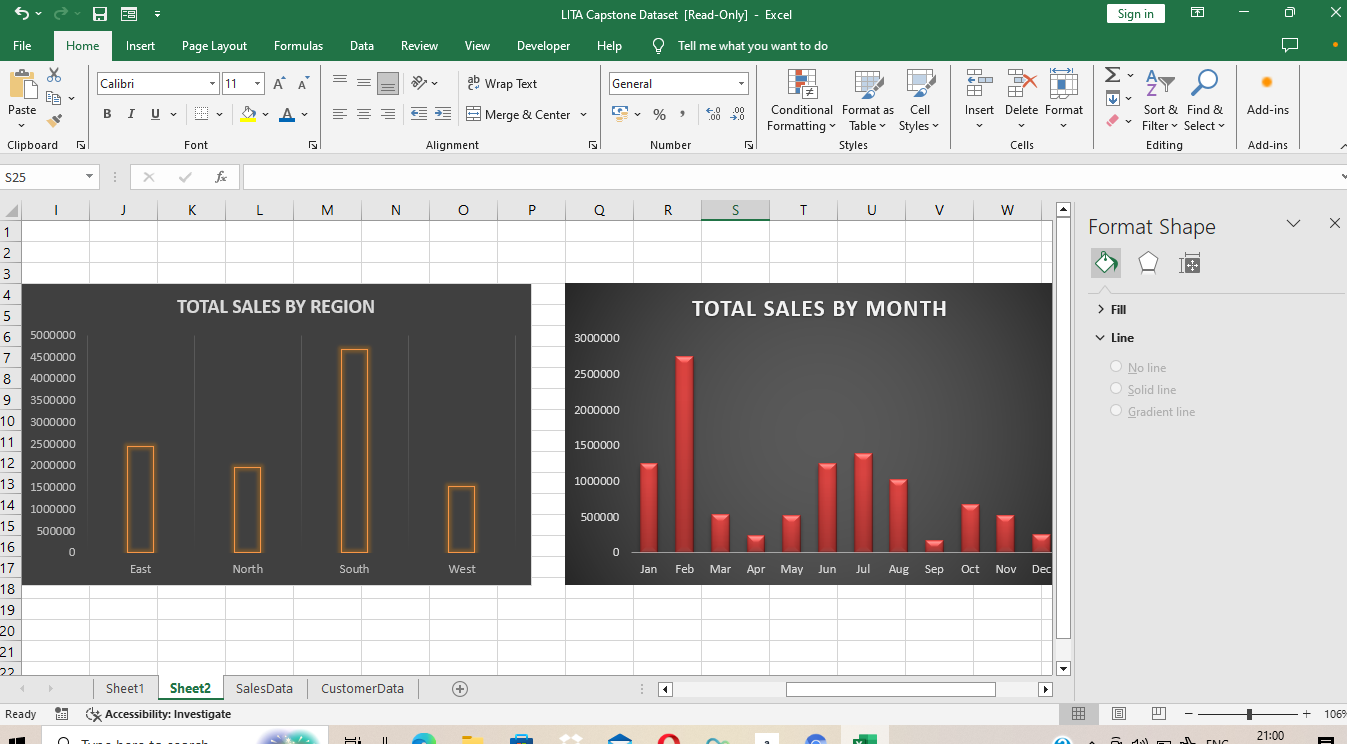 LITA Capstone Dataset [Read-Only] - Excel
Sign in
File Home Insert Page Layout Formulas Data Review View Developer Help Tell me what you want to do
Paste
Clipboard
Calibri 11
B I U
Font
ab Wrap Text
Merge & Center
Alignment
General
% ,
Number
Conditional Formatting
Format as Table
Cell Styles
Styles
Insert Delete Format
Cells
Sort & Filter
Find & Select
Editing
Add-ins
Add-ins
S25 fx
I J K L M N O P Q R S T U V W
1
2
3
4
5
6
7
8
9
10
11
12
13
14
15
16
17
18
19
20
21
22
TOTAL SALES BY REGION
5000000
4500000
4000000
3500000
3000000
2500000
2000000
1500000
1000000
500000
0
East North South West
TOTAL SALES BY MONTH
3000000
2500000
2000000
1500000
1000000
500000
0
Jan Feb Mar Apr May Jun Jul Aug Sep Oct Nov Dec
Format Shape
Fill
Line
No line
Solid line
Gradient line
Sheet1 Sheet2 SalesData CustomerData
Ready Accessibility: Investigate 106%
Type here to search
ENG
21:00